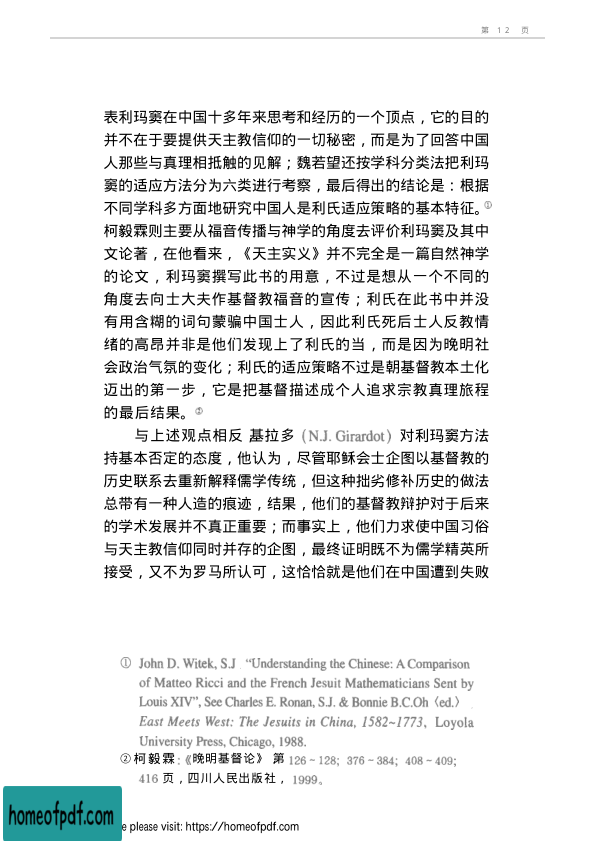 第 12 页
表利玛窦在中国十多年来思考和经历的一个顶点，它的目的
并不在于要提供天主教信仰的一切秘密，而是为了回答中国
人那些与真理相抵触的见解；魏若望还按学科分类法把利玛
窦的适应方法分为六类进行考察，最后得出的结论是：根据
不同学科多方面地研究中国人是利氏适应策略的基本特征。①
柯毅霖则主要从福音传播与神学的角度去评价利玛窦及其中
文论著，在他看来，《天主实义》并不完全是一篇自然神学
的论文，利玛窦撰写此书的用意，不过是想从一个不同的
角度去向士大夫作基督教福音的宣传；利氏在此书中并没
有用含糊的词句蒙骗中国士人，因此利氏死后士人反教情
绪的高昂并非是他们发现上了利氏的当，而是因为晚明社
会政治气氛的变化；利氏的适应策略不过是朝基督教本土化
迈出的第一步，它是把基督描述成个人追求宗教真理旅程
的最后结果。②
与上述观点相反 基拉多（N.J. Girardot）对利玛窦方法
持基本否定的态度，他认为，尽管耶稣会士企图以基督教的
历史联系去重新解释儒学传统，但这种拙劣修补历史的做法
总带有一种人造的痕迹，结果，他们的基督教辩护对于后来
的学术发展并不真正重要；而事实上，他们力求使中国习俗
与天主教信仰同时并存的企图，最终证明既不为儒学精英所
接受，又不为罗马所认可，这恰恰就是他们在中国遭到失败
① John D. Witek, S.J. "Understanding the Chinese: A Comparison
of Matteo Ricci and the French Jesuit Mathematicians Sent by
Louis XIV", See Charles E. Ronan, S.J. & Bonnie B.C.Oh〈ed.〉
East Meets West: The Jesuits in China, 1582~1773, Loyola
University Press, Chicago, 1988.
②柯毅霖：《晚明基督论》 第 126～128; 376～384; 408～409;
416 页，四川人民出版社， 1999。
homeofpdf.com
e please visit: https://homeofpdf.com